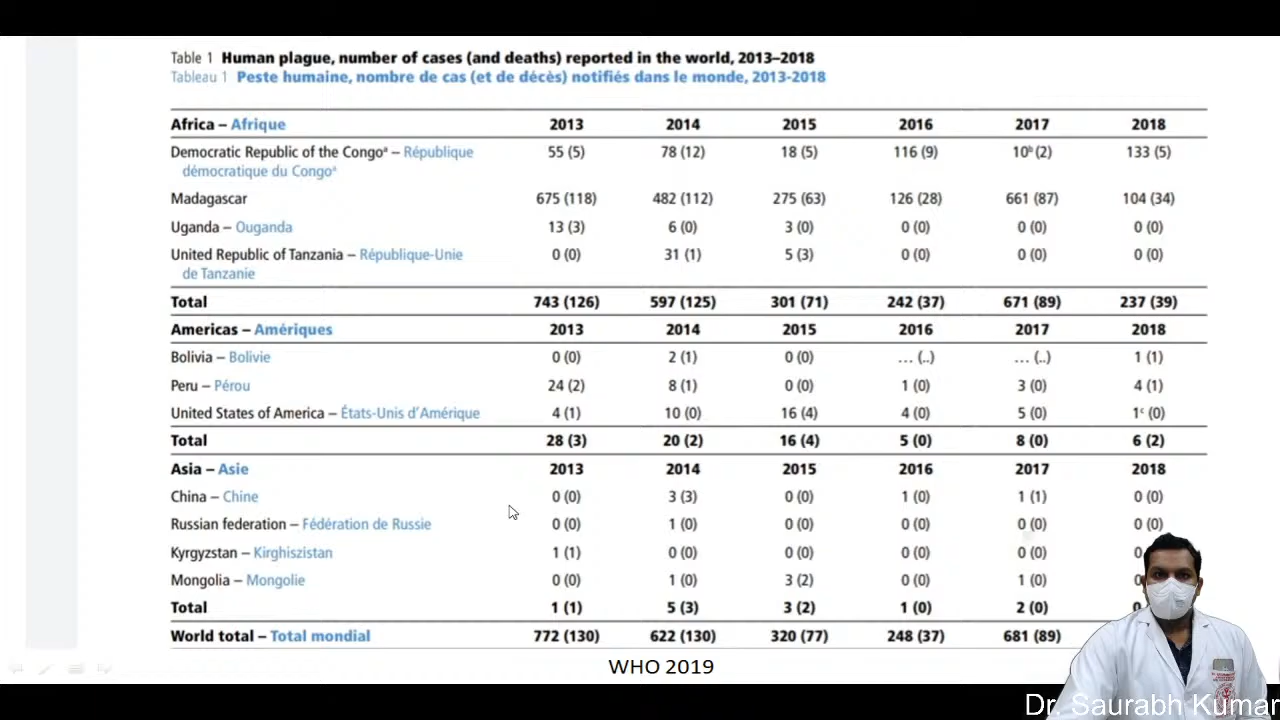 Table 1 Human plague, number of cases (and deaths) reported in the world, 2013–2018
Tableau 1 Peste humaine, nombre de cas (et de décès) notifiés dans le monde, 2013-2018
Africa – Afrique 2013 2014 2015 2016 2017 2018
Democratic Republic of the Congoᵃ – République 55 (5) 78 (12) 18 (5) 116 (9) 10ᵇ (2) 133 (5)
démocratique du Congoᵃ
Madagascar 675 (118) 482 (112) 275 (63) 126 (28) 661 (87) 104 (34)
Uganda – Ouganda 13 (3) 6 (0) 3 (0) 0 (0) 0 (0) 0 (0)
United Republic of Tanzania – République-Unie 0 (0) 31 (1) 5 (3) 0 (0) 0 (0) 0 (0)
de Tanzanie
Total 743 (126) 597 (125) 301 (71) 242 (37) 671 (89) 237 (39)
Americas – Amériques 2013 2014 2015 2016 2017 2018
Bolivia – Bolivie 0 (0) 2 (1) 0 (0) … (..) … (..) 1 (1)
Peru – Pérou 24 (2) 8 (1) 0 (0) 1 (0) 3 (0) 4 (1)
United States of America – États-Unis d'Amérique 4 (1) 10 (0) 16 (4) 4 (0) 5 (0) 1ᶜ (0)
Total 28 (3) 20 (2) 16 (4) 5 (0) 8 (0) 6 (2)
Asia – Asie 2013 2014 2015 2016 2017 2018
China – Chine 0 (0) 3 (3) 0 (0) 1 (0) 1 (1) 0 (0)
Russian federation – Fédération de Russie 0 (0) 1 (0) 0 (0) 0 (0) 0 (0) 0 (0)
Kyrgyzstan – Kirghiszistan 1 (1) 0 (0) 0 (0) 0 (0) 0 (0) 0
Mongolia – Mongolie 0 (0) 1 (0) 3 (2) 0 (0) 1 (0) 0
Total 1 (1) 5 (3) 3 (2) 1 (0) 2 (0) 0
World total – Total mondial 772 (130) 622 (130) 320 (77) 248 (37) 681 (89)
WHO 2019
Dr. Saurabh Kumar